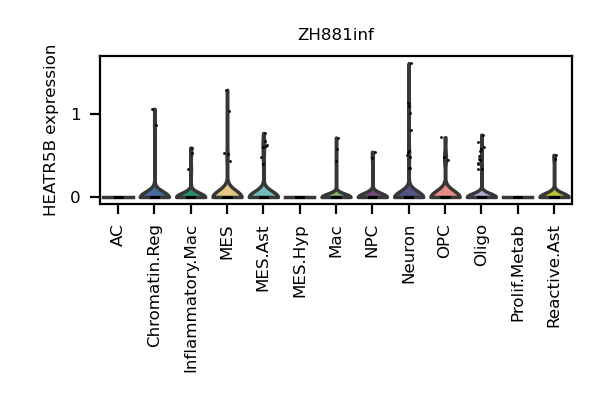 ZH881inf
HEATR5B expression
1
0
AC
Chromatin.Reg
Inflammatory.Mac
MES
MES.Ast
MES.Hyp
Mac
NPC
Neuron
OPC
Oligo
Prolif.Metab
Reactive.Ast